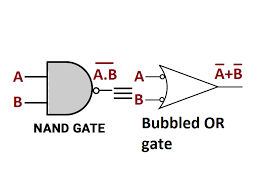 A̅.̅B̅ A A̅+B̅
A
B B
NAND GATE Bubbled OR
gate